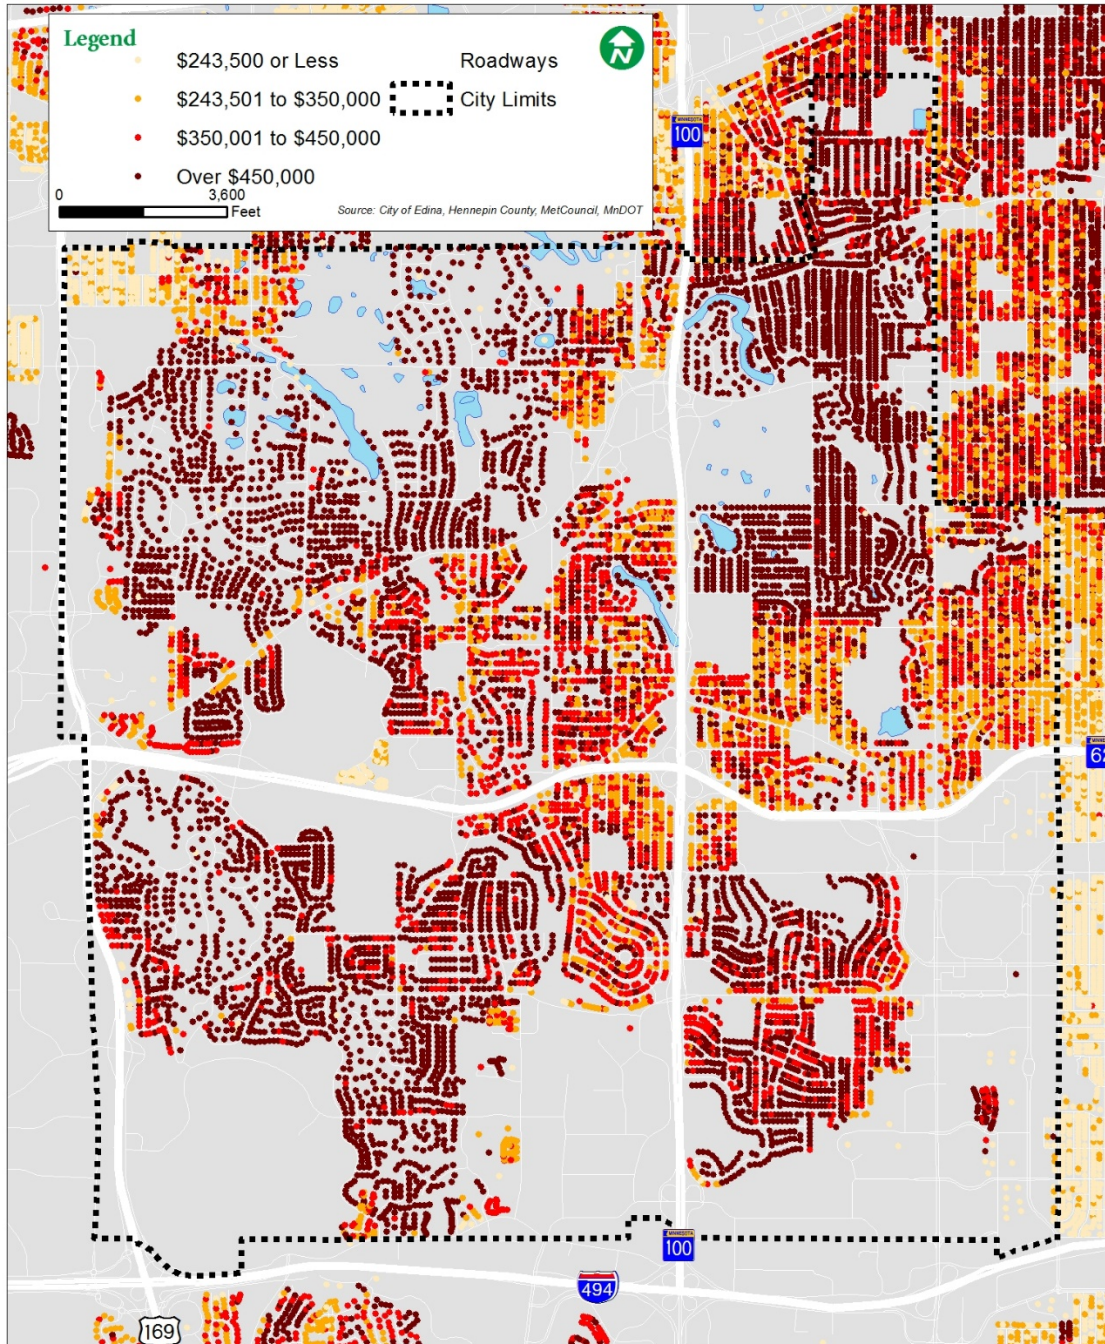 Legend
N
$243,500 or Less
Roadways
$243,501 to $350,000
City Limits
$350,001 to $450,000
Over $450,000
0 3,600
Feet
Source: City of Edina, Hennepin County, MetCouncil, MnDOT
MINNESOTA
100
62
MINNESOTA
100
494
169